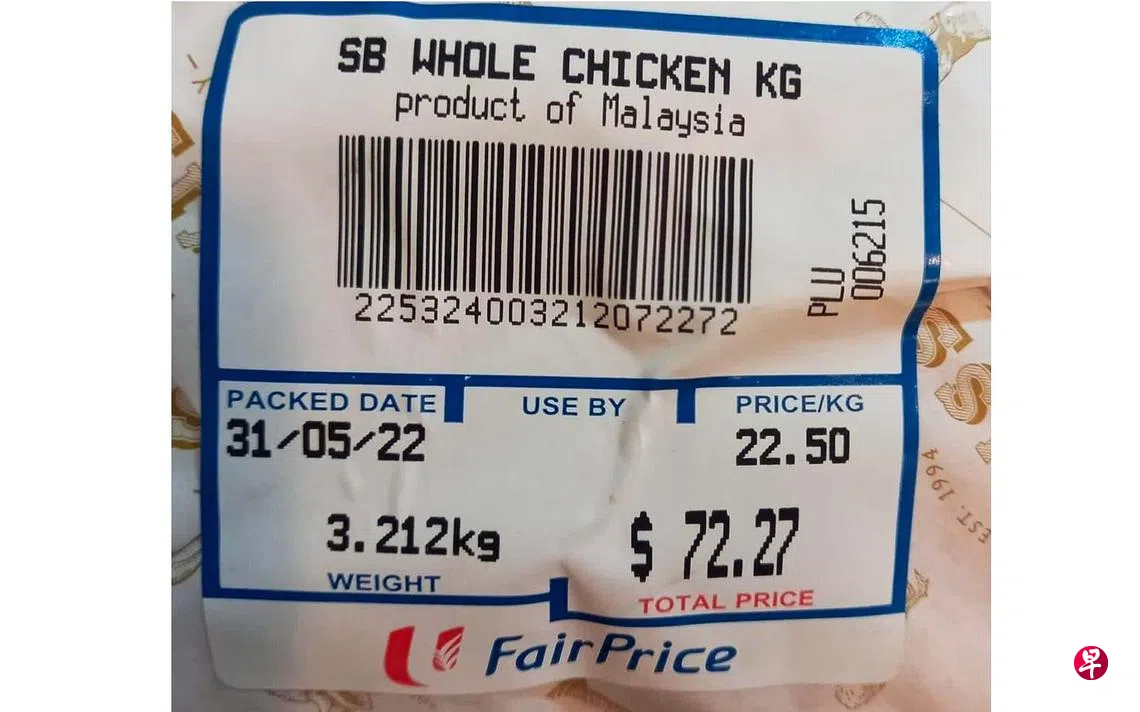 SB WHOLE CHICKEN KG
product of Malaysia
225324003212072272
PLU
006215
PACKED DATE
USE BY
PRICE/KG
31/05/22
22.50
3.212kg
$ 72.27
WEIGHT
TOTAL PRICE
FairPrice
EST. 1994
早